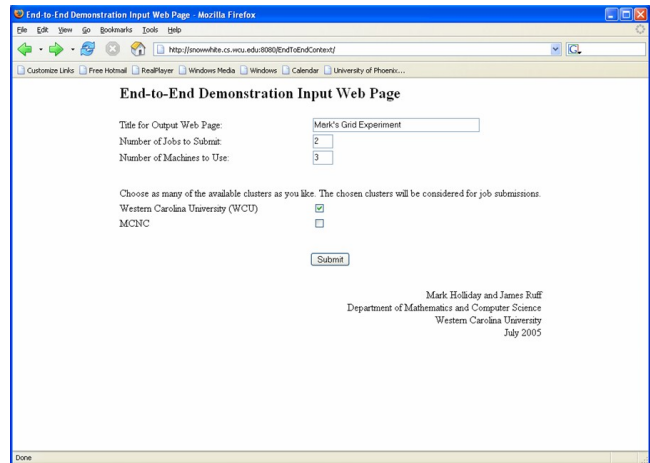 End-to-End Demonstration Input Web Page - Mozilla Firefox
File Edit View Go Bookmarks Tools Help
http://snowwhite.cs.wcu.edu:8080/EndToEndContext/
Customize Links Free Hotmail RealPlayer Windows Media Windows Calendar University of Phoenix...
End-to-End Demonstration Input Web Page
Title for Output Web Page: Mark's Grid Experiment
Number of Jobs to Submit: 2
Number of Machines to Use: 3
Choose as many of the available clusters as you like. The chosen clusters will be considered for job submissions.
Western Carolina University (WCU)
MCNC
Submit
Mark Holliday and James Ruff
Department of Mathematics and Computer Science
Western Carolina University
July 2005
Done